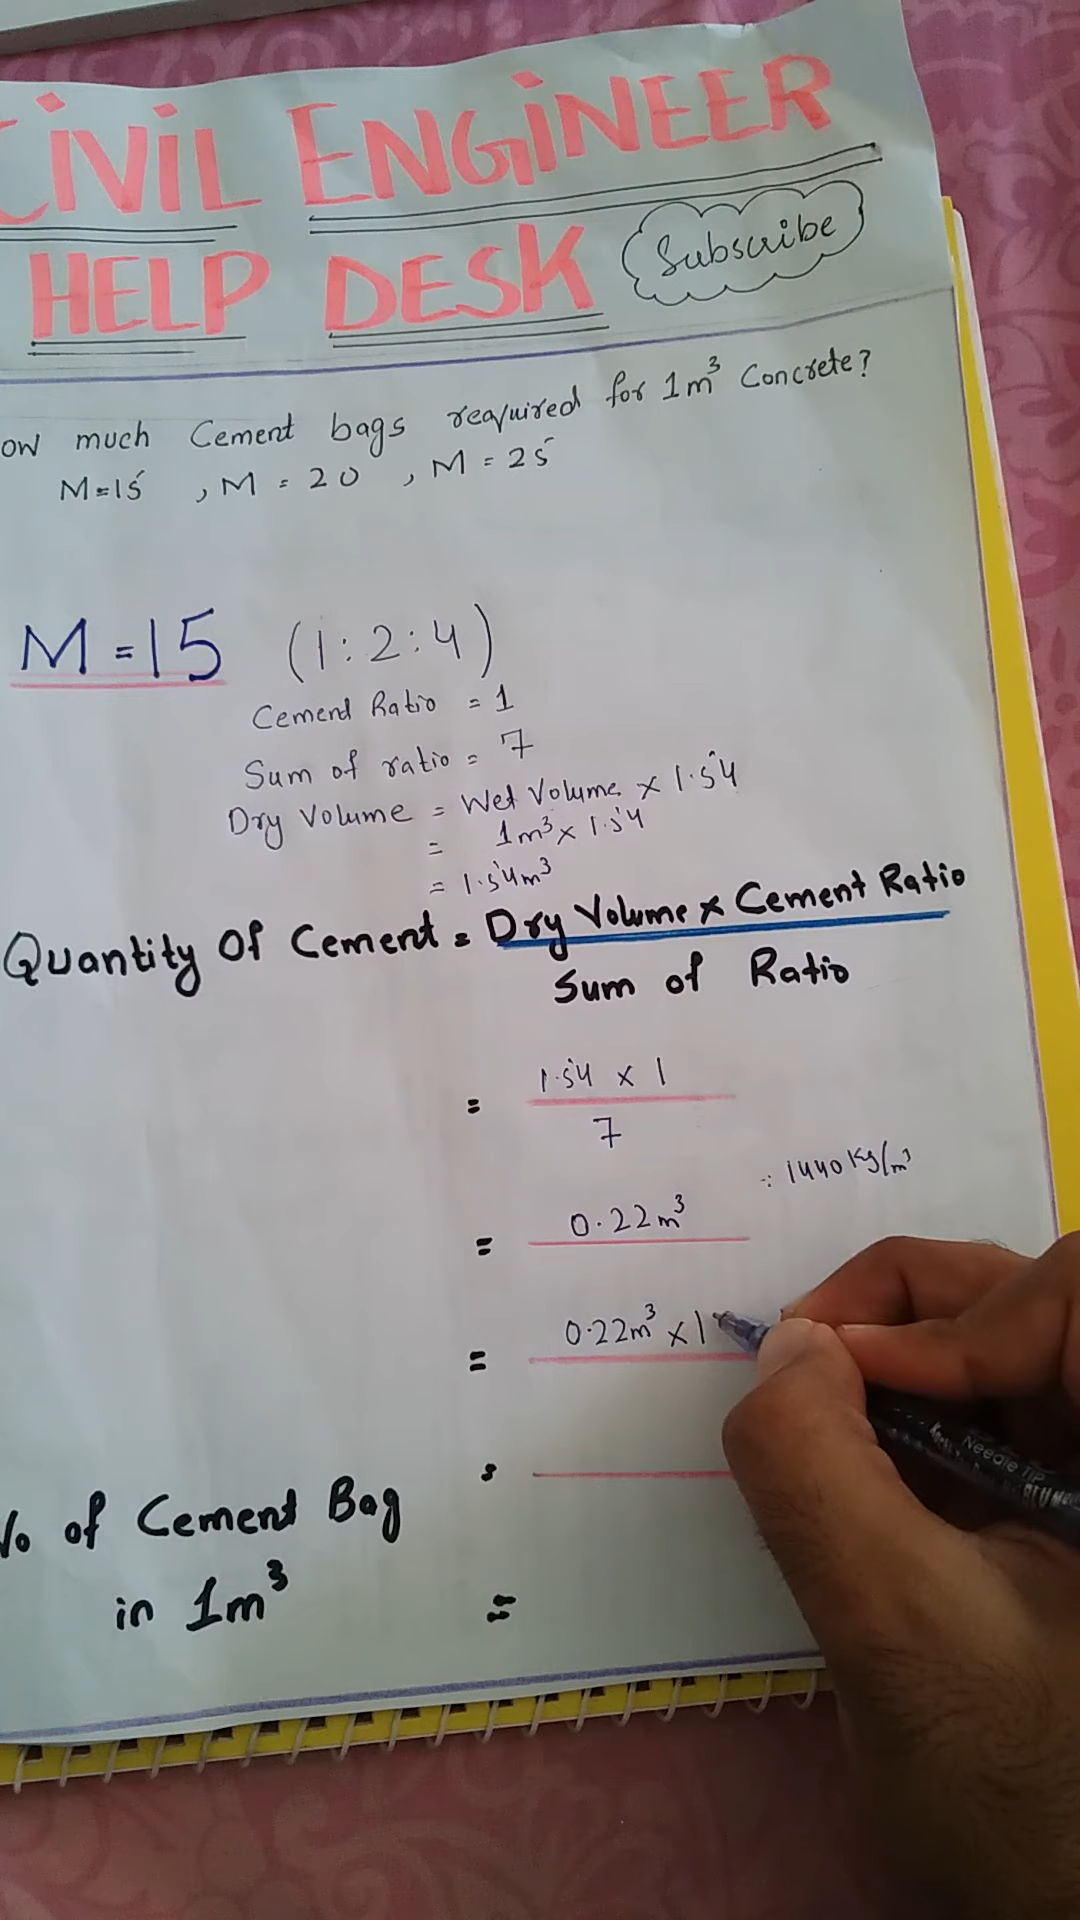 CiViL ENGiNEER
HELP DESK
Subscribe
ow much Cement bags required for 1m³ Concrete?
M=15 , M = 20 , M = 25
M=15 (1:2:4)
Cement Ratio = 1
Sum of ratio = 7
Dry Volume = Wet Volume x 1.54
= 1m³ x 1.54
= 1.54m³
Quantity Of Cement = Dry Volume x Cement Ratio
Sum of Ratio
= 1.54 x 1
7
: 1440 Kg/m³
= 0.22m³
= 0.22m³ x 1
=
No of Cement Bag
in 1m³ =
Needle TIP